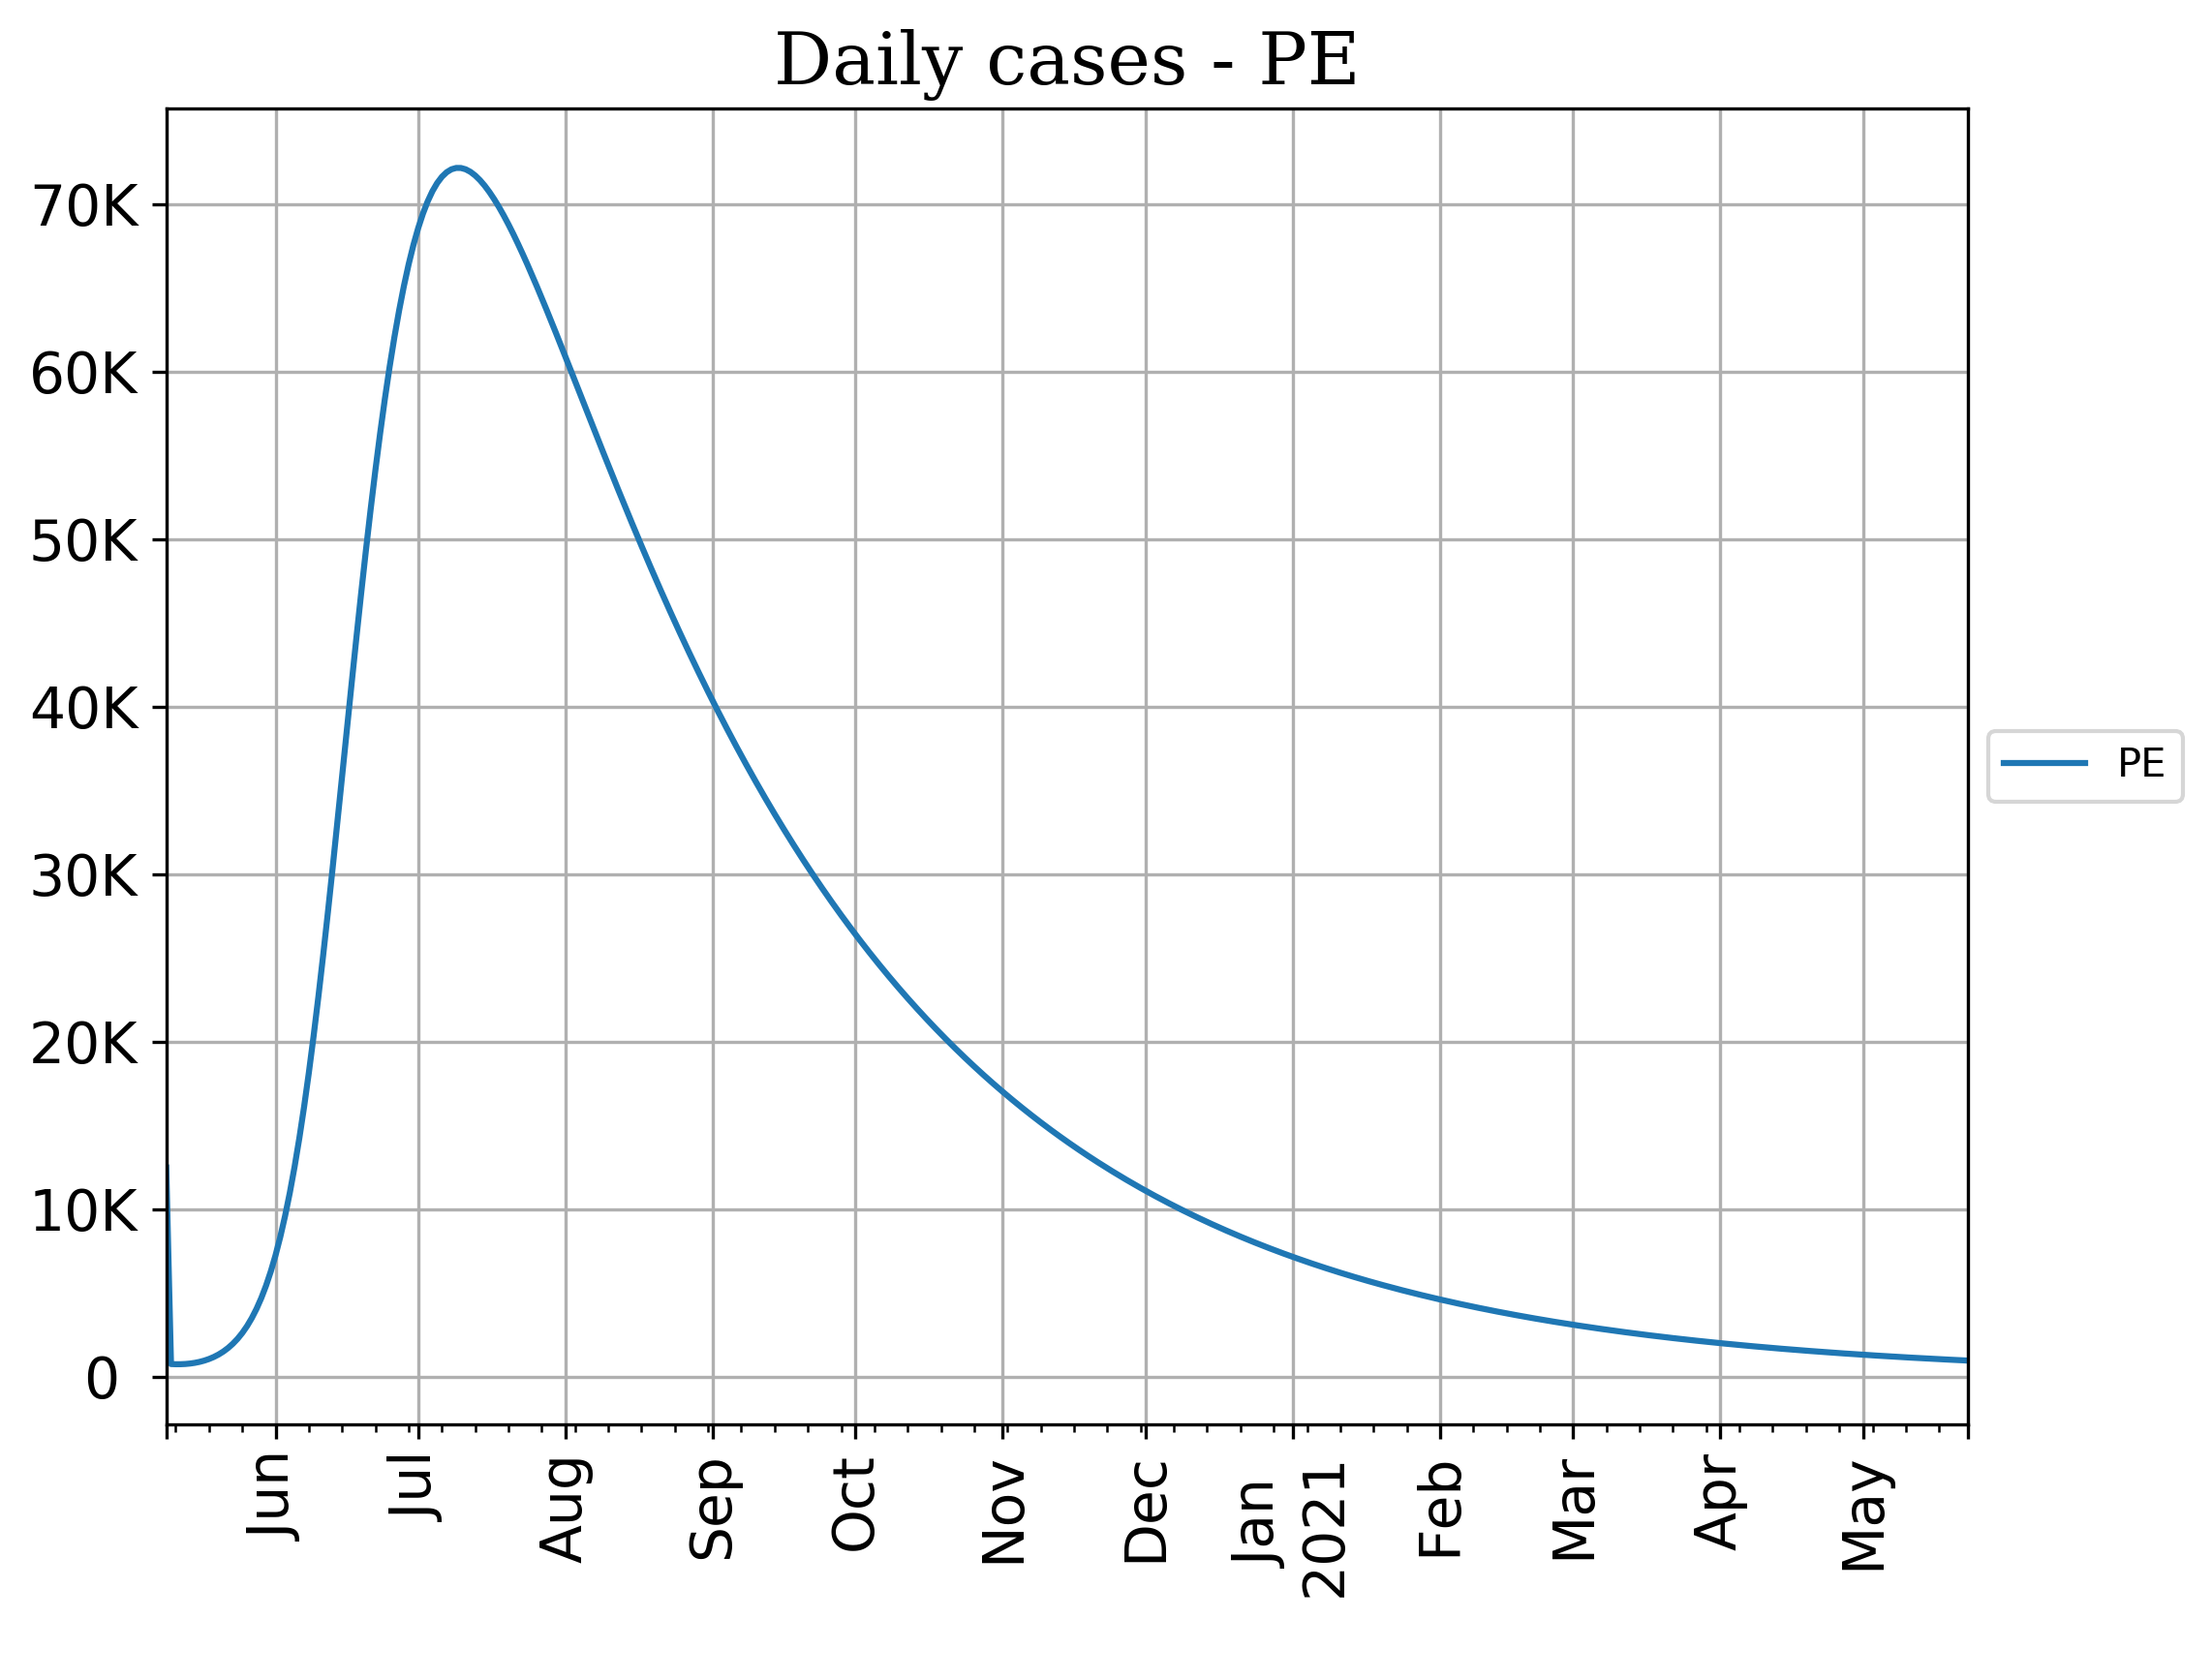 Daily cases - PE
70K
60K
50K
40K
30K
20K
10K
0
PE
Jun
Jul
Aug
Sep
Oct
Nov
Dec
Jan
2021
Feb
Mar
Apr
May